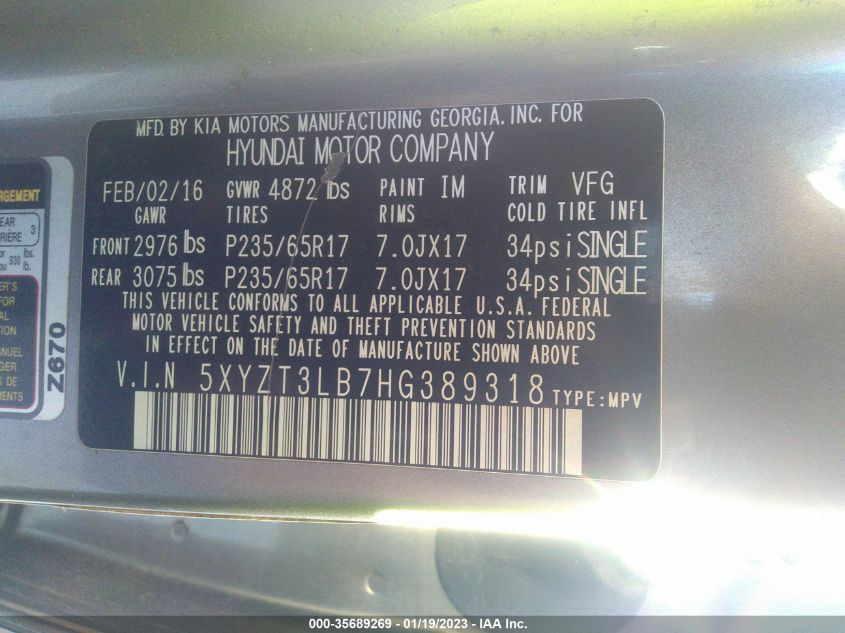 MFD. BY KIA MOTORS MANUFACTURING GEORGIA. INC. FOR
HYUNDAI MOTOR COMPANY
FEB/02/16 GVWR 4872 lbs PAINT IM TRIM VFG
GAWR TIRES RIMS COLD TIRE INFL
FRONT 2976 lbs P235/65R17 7.0JX17 34psi SINGLE
REAR 3075 lbs P235/65R17 7.0JX17 34psi SINGLE
THIS VEHICLE CONFORMS TO ALL APPLICABLE U.S.A. FEDERAL
MOTOR VEHICLE SAFETY AND THEFT PREVENTION STANDARDS
IN EFFECT ON THE DATE OF MANUFACTURE SHOWN ABOVE
V.I.N 5XYZT3LB7HG389318 TYPE:MPV
3
930 lbs.
lb.
Z670
000-35689269 - 01/19/2023 - IAA Inc.